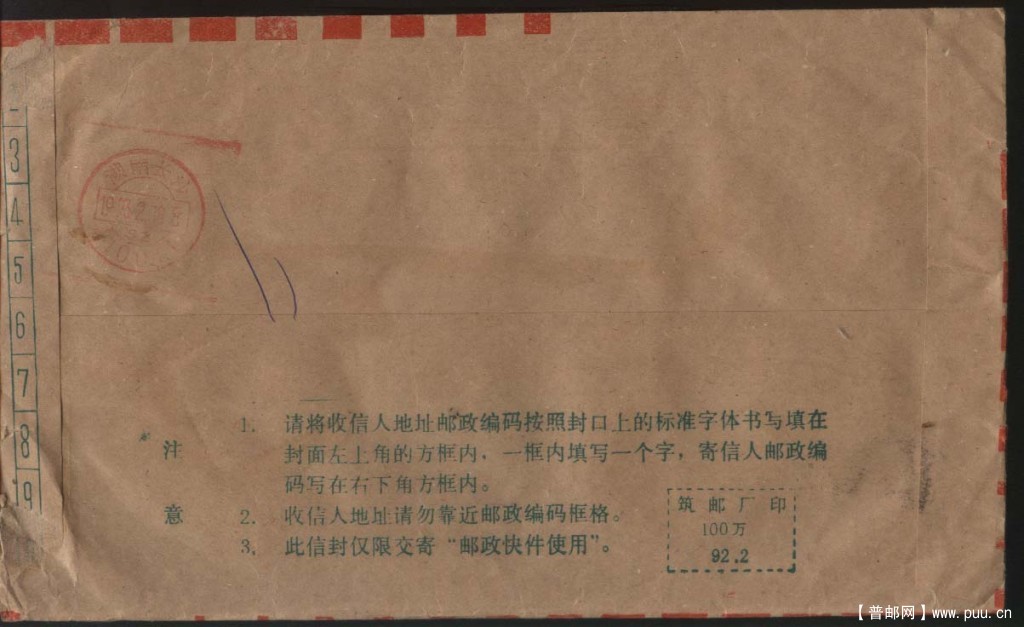 3
4
5
6
7
8
9
注意
1. 请将收信人地址邮政编码按照封口上的标准字体书写填在
封面左上角的方框内，一框内填写一个字，寄信人邮政编
码写在右下角方框内。
2. 收信人地址请勿靠近邮政编码框格。
3. 此信封仅限交寄“邮政快件使用”。
筑邮厂印
100万
92.2
【普邮网】www.puu.cn